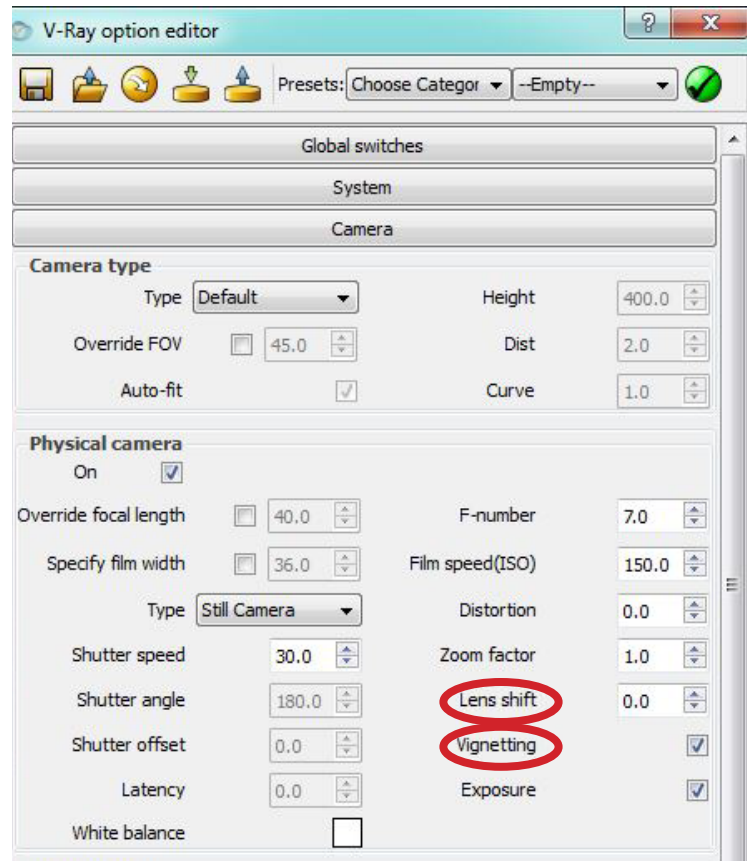 V-Ray option editor
Presets: Choose Categor --Empty--
Global switches
System
Camera
Camera type
Type Default Height 400.0
Override FOV 45.0 Dist 2.0
Auto-fit Curve 1.0
Physical camera
On
Override focal length 40.0 F-number 7.0
Specify film width 36.0 Film speed(ISO) 150.0
Type Still Camera Distortion 0.0
Shutter speed 30.0 Zoom factor 1.0
Shutter angle 180.0 Lens shift 0.0
Shutter offset 0.0 Vignetting
Latency 0.0 Exposure
White balance